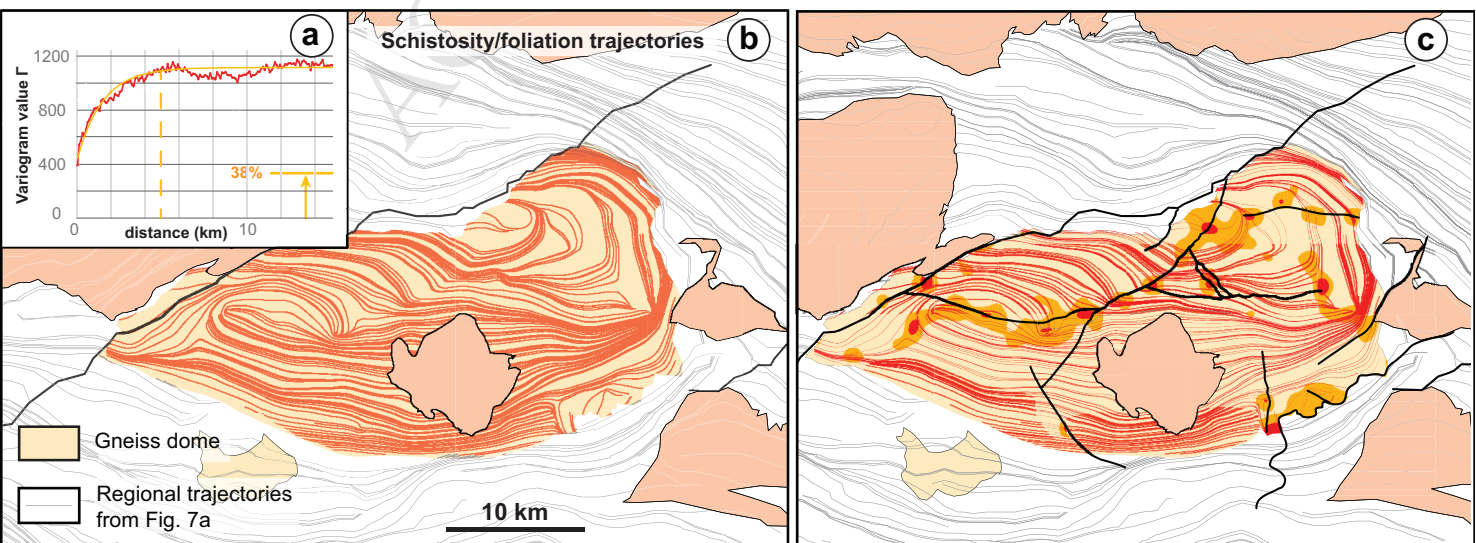 a
Variogram value Γ
1200
800
400
0
38%
0
distance (km)
10
Schistosity/foliation trajectories
b
c
Gneiss dome
Regional trajectories
from Fig. 7a
10 km